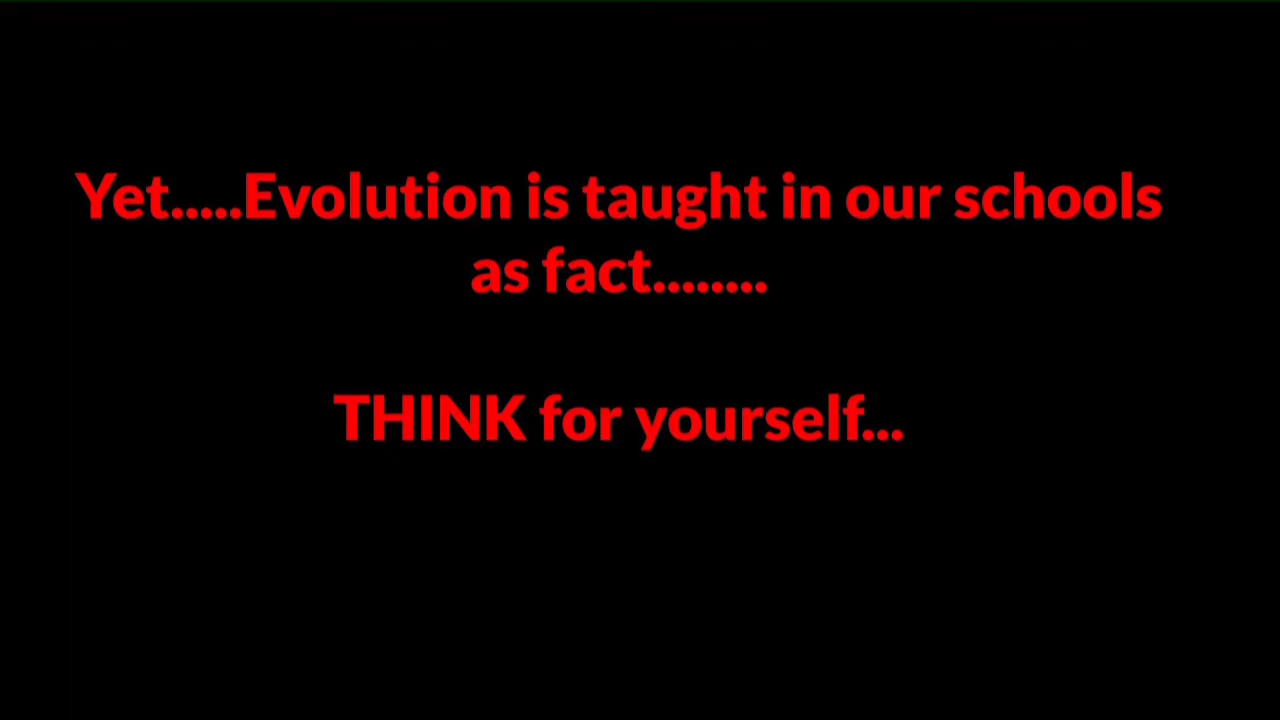 Yet.....Evolution is taught in our schools
as fact........
THINK for yourself...